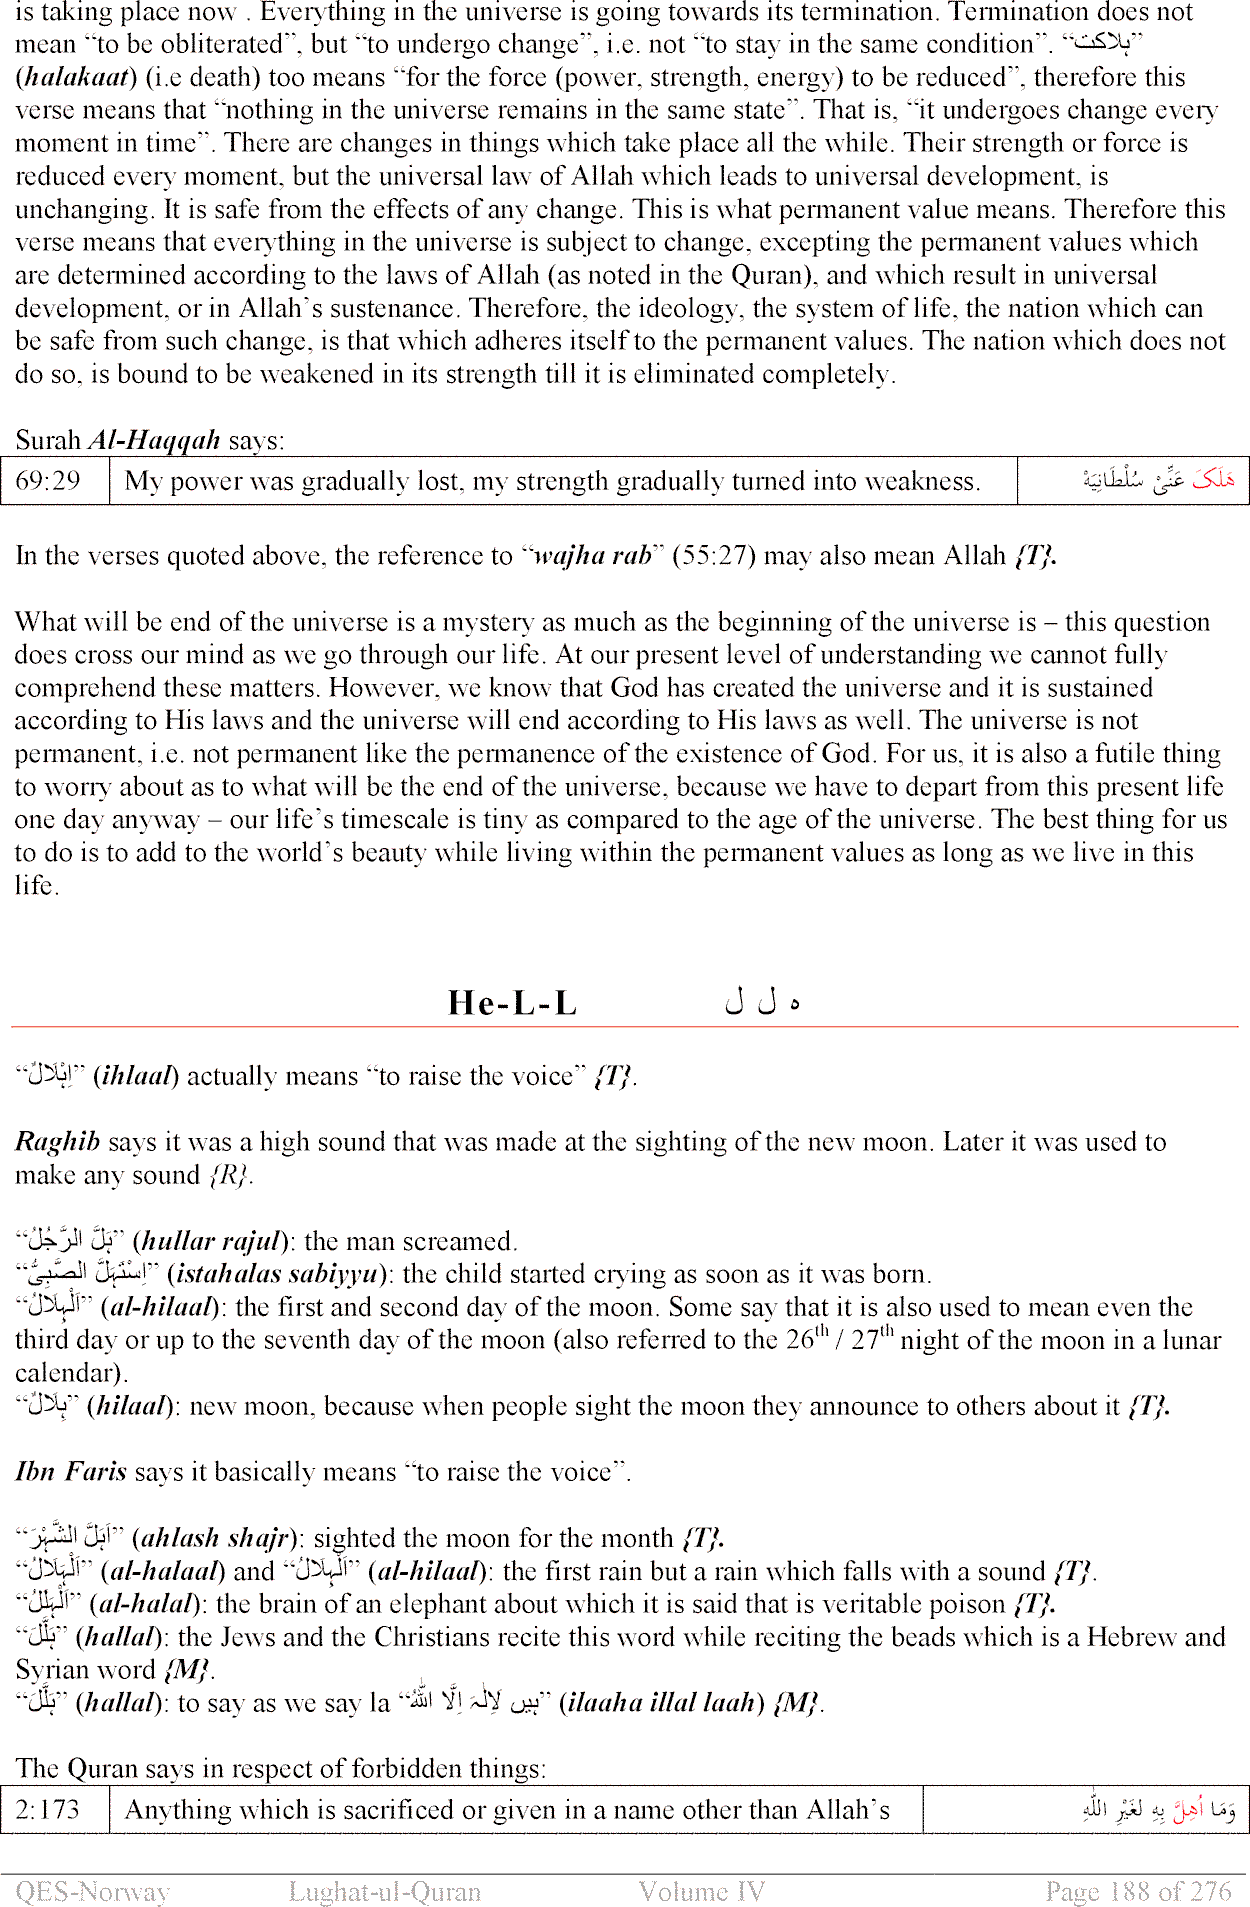 is taking place now . Everything in the universe is going towards its termination. Termination does not
mean “to be obliterated”, but “to undergo change”, i.e. not “to stay in the same condition”. “ہلاکت”
(halakaat) (i.e death) too means “for the force (power, strength, energy) to be reduced”, therefore this
verse means that “nothing in the universe remains in the same state”. That is, “it undergoes change every
moment in time”. There are changes in things which take place all the while. Their strength or force is
reduced every moment, but the universal law of Allah which leads to universal development, is
unchanging. It is safe from the effects of any change. This is what permanent value means. Therefore this
verse means that everything in the universe is subject to change, excepting the permanent values which
are determined according to the laws of Allah (as noted in the Quran), and which result in universal
development, or in Allah’s sustenance. Therefore, the ideology, the system of life, the nation which can
be safe from such change, is that which adheres itself to the permanent values. The nation which does not
do so, is bound to be weakened in its strength till it is eliminated completely.
Surah Al-Haqqah says:
69:29 My power was gradually lost, my strength gradually turned into weakness. هَلَکَ عَنِّیْ سُلْطَانِیَهْ
In the verses quoted above, the reference to “wajha rab” (55:27) may also mean Allah {T}.
What will be end of the universe is a mystery as much as the beginning of the universe is – this question
does cross our mind as we go through our life. At our present level of understanding we cannot fully
comprehend these matters. However, we know that God has created the universe and it is sustained
according to His laws and the universe will end according to His laws as well. The universe is not
permanent, i.e. not permanent like the permanence of the existence of God. For us, it is also a futile thing
to worry about as to what will be the end of the universe, because we have to depart from this present life
one day anyway – our life’s timescale is tiny as compared to the age of the universe. The best thing for us
to do is to add to the world’s beauty while living within the permanent values as long as we live in this
life.
He-L-L ہ ل ل
“اِہْلَالٌ” (ihlaal) actually means “to raise the voice” {T}.
Raghib says it was a high sound that was made at the sighting of the new moon. Later it was used to
make any sound {R}.
“ہَلَّ الرَّجُلُ” (hullar rajul): the man screamed.
“اِسْتَہَلَّ الصَّبِیُّ” (istahalas sabiyyu): the child started crying as soon as it was born.
“اَلْہِلَالُ” (al-hilaal): the first and second day of the moon. Some say that it is also used to mean even the
third day or up to the seventh day of the moon (also referred to the 26th / 27th night of the moon in a lunar
calendar).
“ہِلَالٌ” (hilaal): new moon, because when people sight the moon they announce to others about it {T}.
Ibn Faris says it basically means “to raise the voice”.
“اَہَلَّ الشَّہْرَ” (ahlash shajr): sighted the moon for the month {T}.
“اَلْہَلَالُ” (al-halaal) and “اَلْہِلَالُ” (al-hilaal): the first rain but a rain which falls with a sound {T}.
“اَلْہَلَلُ” (al-halal): the brain of an elephant about which it is said that is veritable poison {T}.
“ہَلَّلَ” (hallal): the Jews and the Christians recite this word while reciting the beads which is a Hebrew and
Syrian word {M}.
“ہَلَّلَ” (hallal): to say as we say la “ہیں لَاِلٰہَ اِلَّا اللّٰہُ” (ilaaha illal laah) {M}.
The Quran says in respect of forbidden things:
2:173 Anything which is sacrificed or given in a name other than Allah’s وَمَا اُهِلَّ بِهِ لغَيْرِ اللّٰهِ
QES-Norway Lughat-ul-Quran Volume IV Page 188 of 276